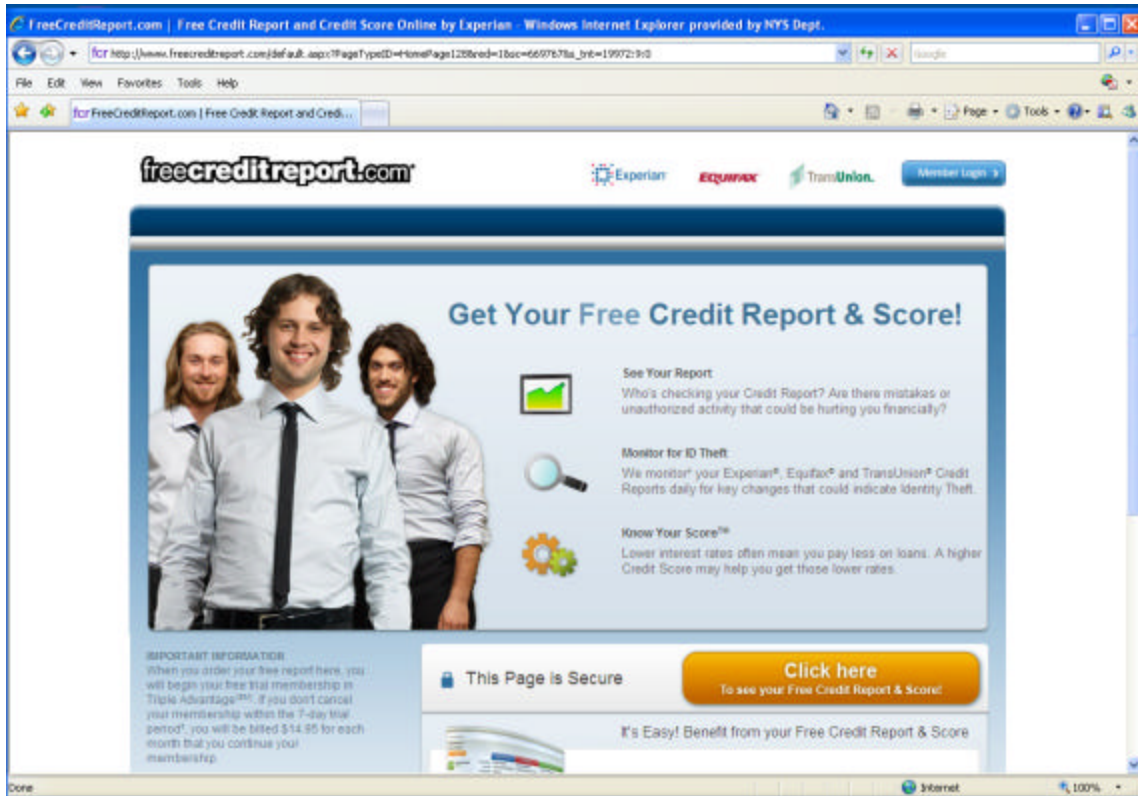 FreeCreditReport.com | Free Credit Report and Credit Score Online by Experian - Windows Internet Explorer provided by NYS Dept.
fcr
Google
File Edit View Favorites Tools Help
fcr FreeCreditReport.com | Free Credit Report and Credi...
Page Tools
freecreditreport.com
Experian EQUIFAX TransUnion. Member Login
Get Your Free Credit Report & Score!
See Your Report
Who's checking your Credit Report? Are there mistakes or
unauthorized activity that could be hurting you financially?
Monitor for ID Theft
We monitor† your Experian®, Equifax® and TransUnion® Credit
Reports daily for key changes that could indicate Identity Theft.
Know Your Score™
Lower interest rates often mean you pay less on loans. A higher
Credit Score may help you get those lower rates.
IMPORTANT INFORMATION
When you order your free report here, you
will begin your free trial membership in
Triple Advantage℠. If you don't cancel
your membership within the 7-day trial
period*, you will be billed $14.95 for each
month that you continue your
membership.
This Page is Secure
Click here
To see your Free Credit Report & Score!
It's Easy! Benefit from your Free Credit Report & Score
Done Internet 100%